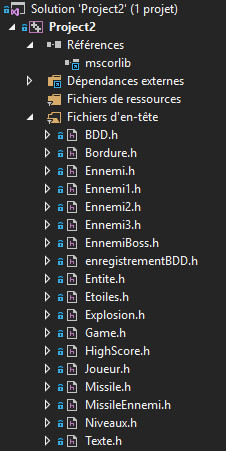 Solution 'Project2' (1 projet)
Project2
Références
mscorlib
Dépendances externes
Fichiers de ressources
Fichiers d'en-tête
BDD.h
Bordure.h
Ennemi.h
Ennemi1.h
Ennemi2.h
Ennemi3.h
EnnemiBoss.h
enregistrementBDD.h
Entite.h
Etoiles.h
Explosion.h
Game.h
HighScore.h
Joueur.h
Missile.h
MissileEnnemi.h
Niveaux.h
Texte.h